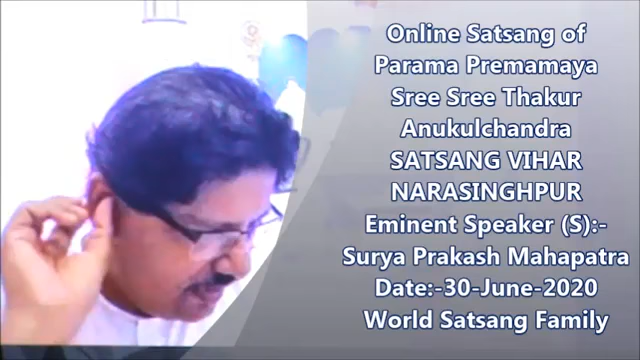 Online Satsang of
Parama Premamaya
Sree Sree Thakur
Anukulchandra
SATSANG VIHAR
NARASINGHPUR
Eminent Speaker (S):-
Surya Prakash Mahapatra
Date:-30-June-2020
World Satsang Family